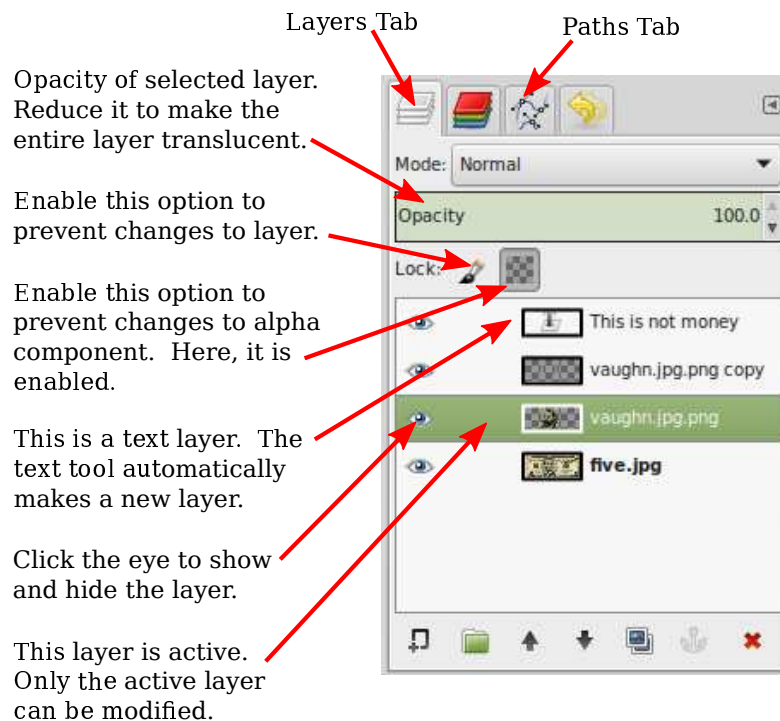 Layers Tab
Paths Tab
Opacity of selected layer.
Reduce it to make the
entire layer translucent.
Enable this option to
prevent changes to layer.
Enable this option to
prevent changes to alpha
component.  Here, it is
enabled.
This is a text layer.  The
text tool automatically
makes a new layer.
Click the eye to show
and hide the layer.
This layer is active.
Only the active layer
can be modified.
Mode: Normal
Opacity 100.0
Lock:
This is not money
vaughn.jpg.png copy
vaughn.jpg.png
five.jpg